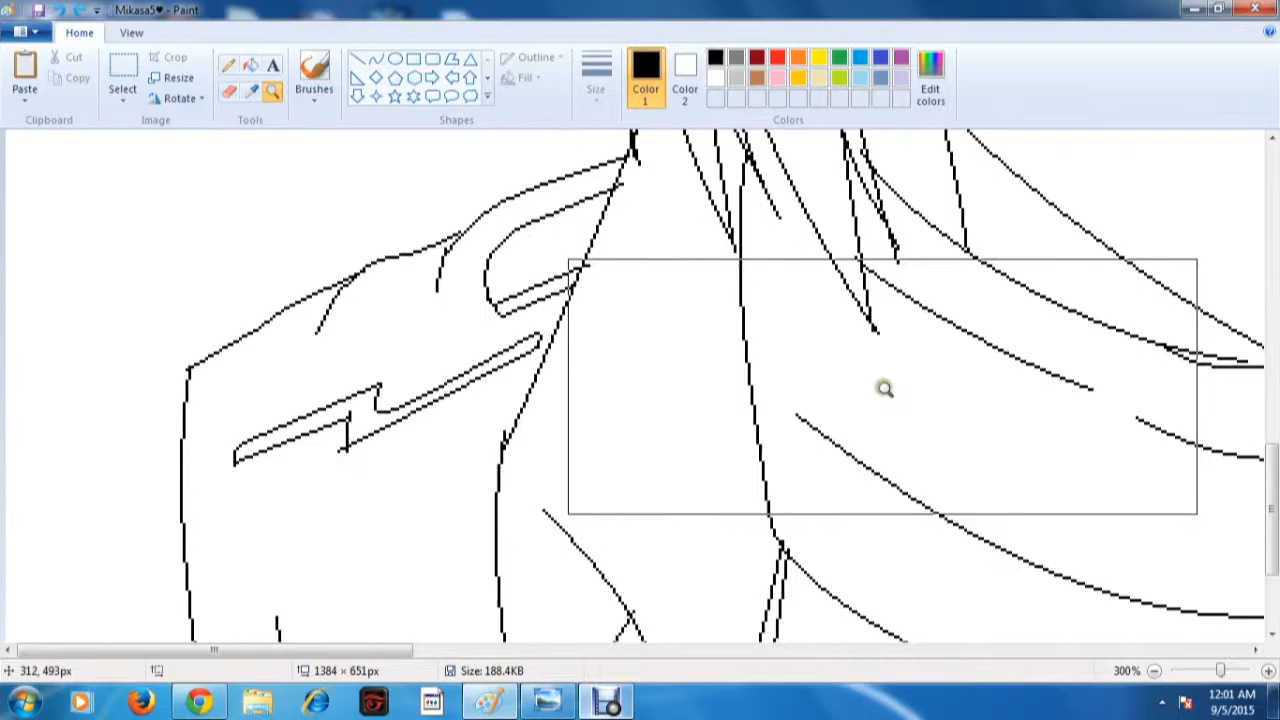 Mikasa5♥ - Paint
Home View
Paste
Cut
Copy
Clipboard
Select
Crop
Resize
Rotate
Image
A
Tools
Brushes
Outline
Fill
Shapes
Size
Color
1
Color
2
Edit
colors
Colors
312, 493px
1384 × 651px
Size: 188.4KB
300%
12:01 AM
9/5/2015